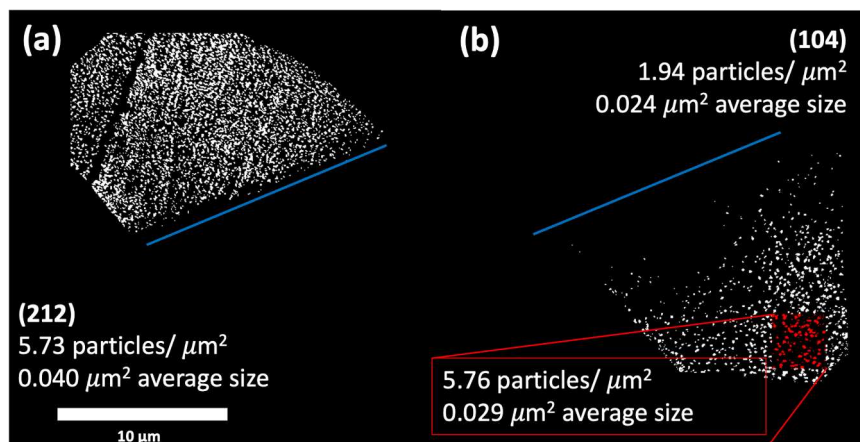 (a)
(212)
5.73 particles/ μm²
0.040 μm² average size
10 μm
(b)
(104)
1.94 particles/ μm²
0.024 μm² average size
5.76 particles/ μm²
0.029 μm² average size